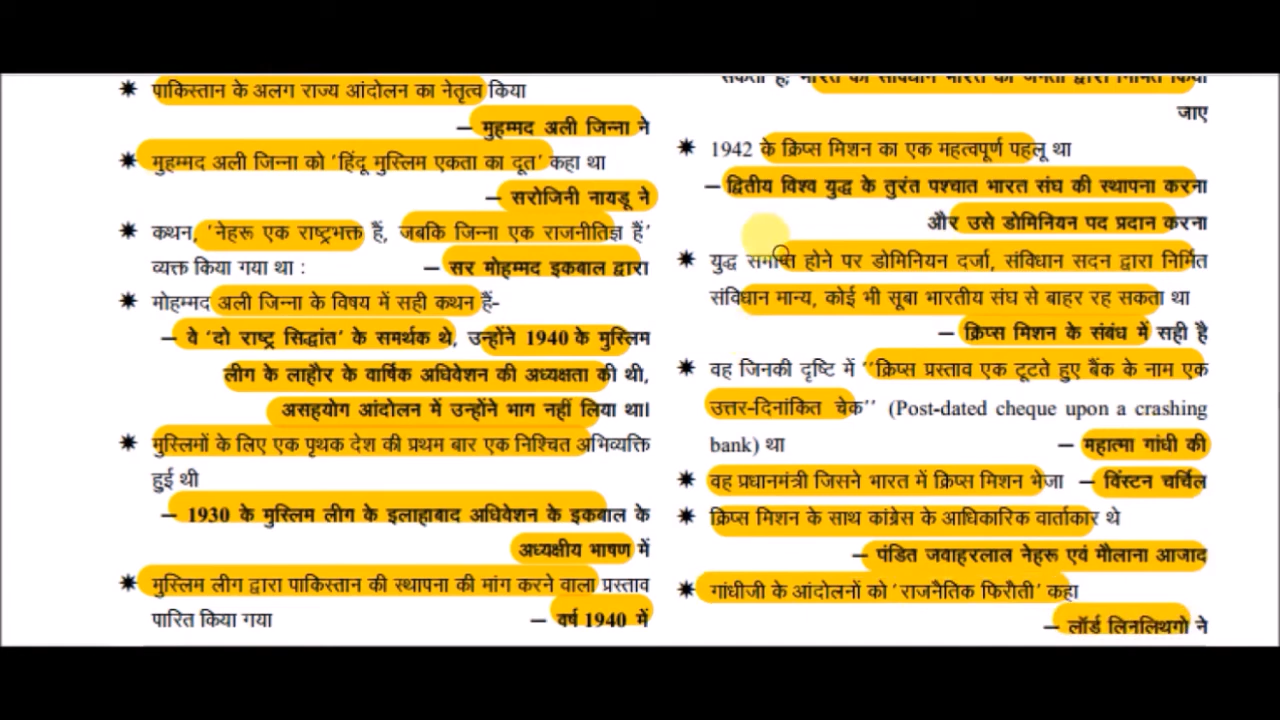 ✷ पाकिस्तान के अलग राज्य आंदोलन का नेतृत्व किया
– मुहम्मद अली जिन्ना ने
✷ मुहम्मद अली जिन्ना को 'हिंदू मुस्लिम एकता का दूत' कहा था
– सरोजिनी नायडू ने
✷ कथन, 'नेहरू एक राष्ट्रभक्त हैं, जबकि जिन्ना एक राजनीतिज्ञ हैं'
व्यक्त किया गया था : – सर मोहम्मद इकबाल द्वारा
✷ मोहम्मद अली जिन्ना के विषय में सही कथन हैं-
– वे 'दो राष्ट्र सिद्धांत' के समर्थक थे, उन्होंने 1940 के मुस्लिम
लीग के लाहौर के वार्षिक अधिवेशन की अध्यक्षता की थी,
असहयोग आंदोलन में उन्होंने भाग नहीं लिया था।
✷ मुस्लिमों के लिए एक पृथक देश की प्रथम बार एक निश्चित अभिव्यक्ति
हुई थी
– 1930 के मुस्लिम लीग के इलाहाबाद अधिवेशन के इकबाल के
अध्यक्षीय भाषण में
✷ मुस्लिम लीग द्वारा पाकिस्तान की स्थापना की मांग करने वाला प्रस्ताव
पारित किया गया – वर्ष 1940 में
सकता है; भारत का संविधान भारत की जनता द्वारा निर्मित किया
जाए
✷ 1942 के क्रिप्स मिशन का एक महत्वपूर्ण पहलू था
– द्वितीय विश्व युद्ध के तुरंत पश्चात भारत संघ की स्थापना करना
और उसे डोमिनियन पद प्रदान करना
✷ युद्ध समाप्त होने पर डोमिनियन दर्जा, संविधान सदन द्वारा निर्मित
संविधान मान्य, कोई भी सूबा भारतीय संघ से बाहर रह सकता था
– क्रिप्स मिशन के संबंध में सही है
✷ वह जिनकी दृष्टि में ''क्रिप्स प्रस्ताव एक टूटते हुए बैंक के नाम एक
उत्तर-दिनांकित चेक'' (Post-dated cheque upon a crashing
bank) था – महात्मा गांधी की
✷ वह प्रधानमंत्री जिसने भारत में क्रिप्स मिशन भेजा – विंस्टन चर्चिल
✷ क्रिप्स मिशन के साथ कांग्रेस के आधिकारिक वार्ताकार थे
– पंडित जवाहरलाल नेहरू एवं मौलाना आजाद
✷ गांधीजी के आंदोलनों को 'राजनैतिक फिरौती' कहा
– लॉर्ड लिनलिथगो ने